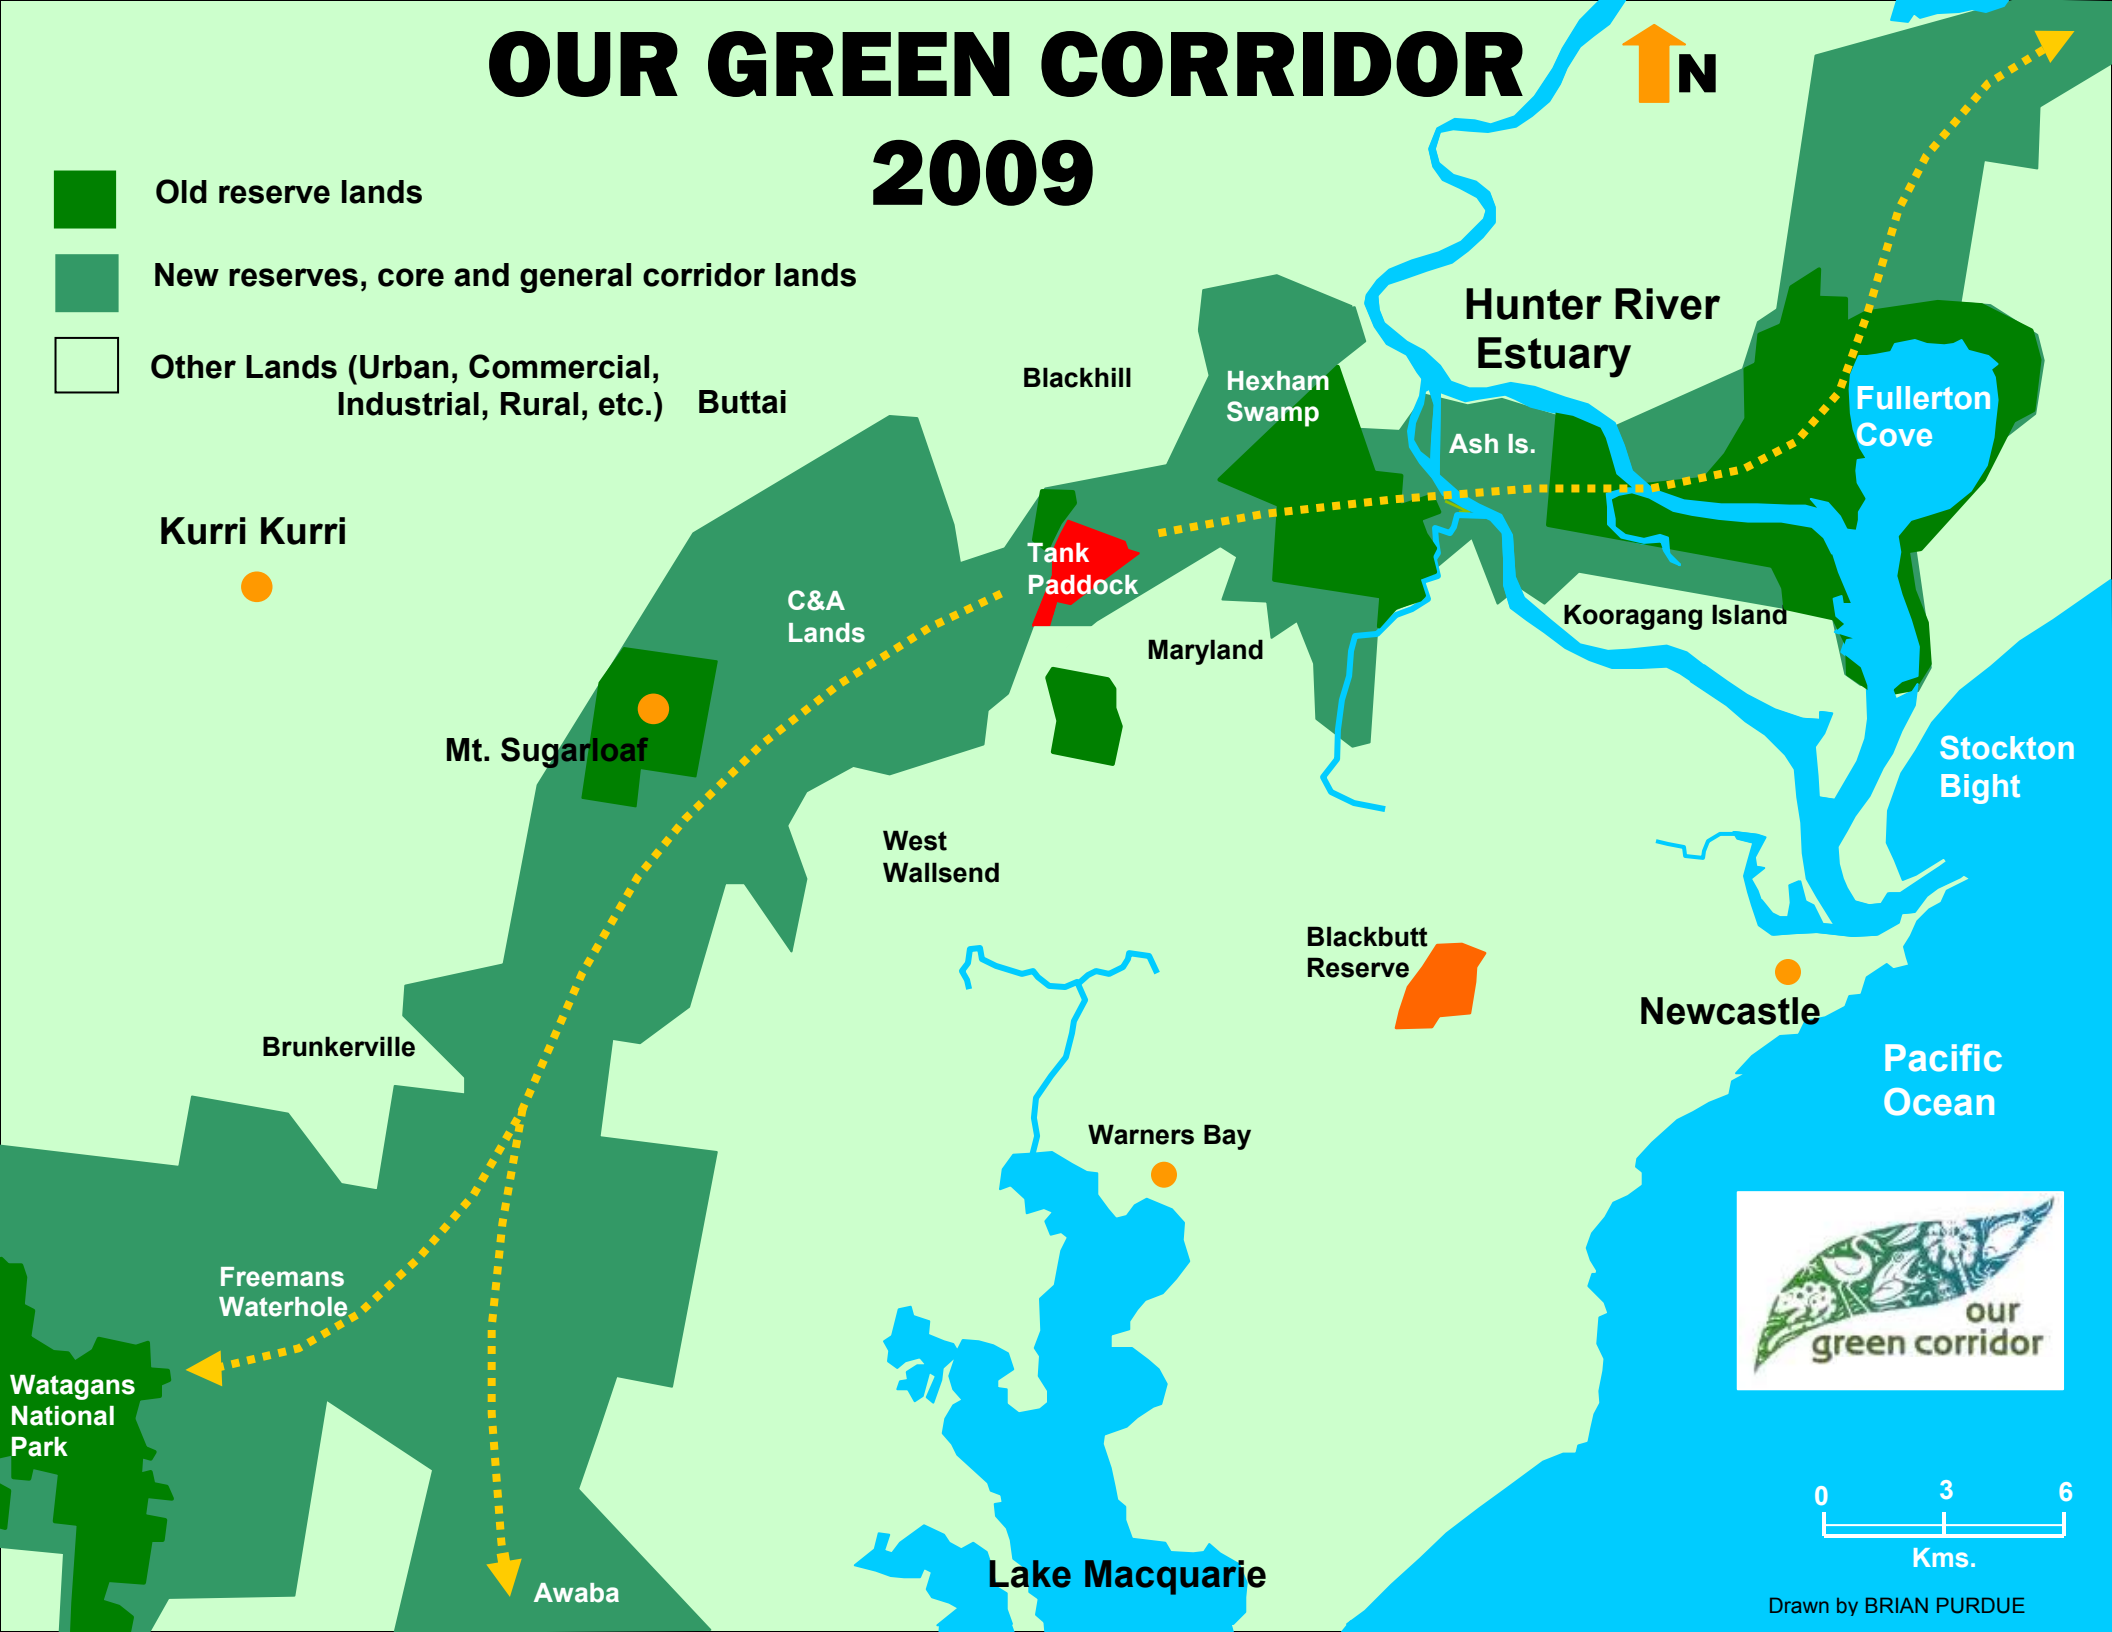 OUR GREEN CORRIDOR
2009
N
Old reserve lands
New reserves, core and general corridor lands
Other Lands (Urban, Commercial,
Industrial, Rural, etc.)
Buttai
Blackhill
Hexham
Swamp
Hunter River
Estuary
Ash Is.
Fullerton
Cove
Kurri Kurri
Tank
Paddock
C&A
Lands
Kooragang Island
Maryland
Mt. Sugarloaf
Stockton
Bight
West
Wallsend
Blackbutt
Reserve
Newcastle
Brunkerville
Pacific
Ocean
Warners Bay
Freemans
Waterhole
our
green corridor
Watagans
National
Park
0 3 6
Kms.
Lake Macquarie
Awaba
Drawn by BRIAN PURDUE